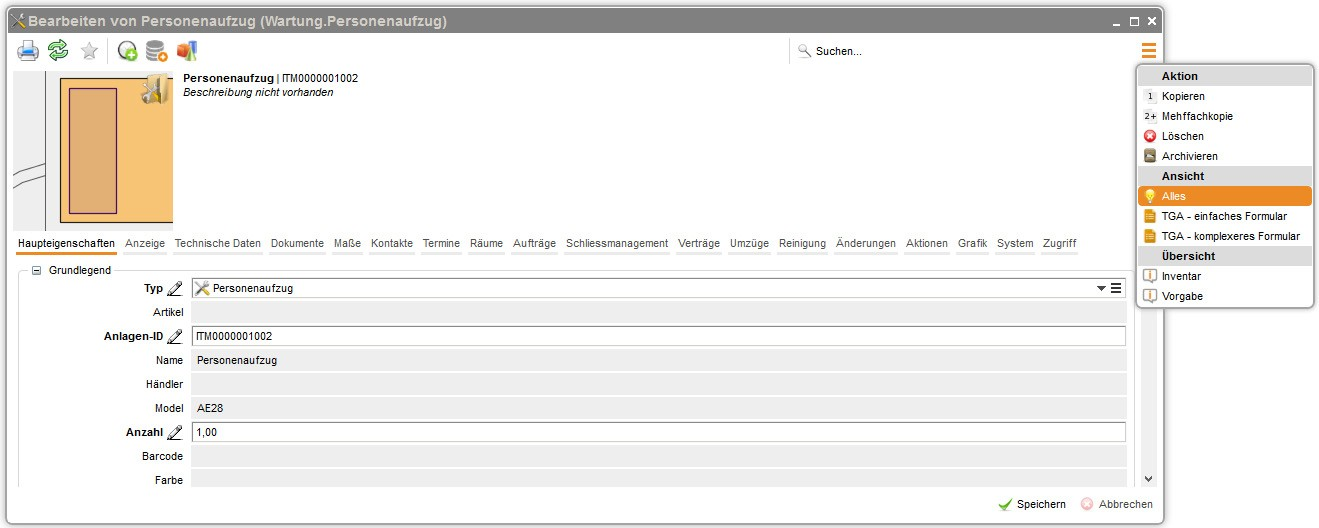 Bearbeiten von Personenaufzug (Wartung.Personenaufzug)
Suchen...
Personenaufzug | ITM0000001002
Beschreibung nicht vorhanden
Aktion
1 Kopieren
2+ Mehffachkopie
Löschen
Archivieren
Ansicht
Alles
TGA - einfaches Formular
TGA - komplexeres Formular
Übersicht
Inventar
Vorgabe
Haupteigenschaften Anzeige Technische Daten Dokumente Maße Kontakte Termine Räume Aufträge Schliessmanagement Verträge Umzüge Reinigung Änderungen Aktionen Grafik System Zugriff
Grundlegend
Typ Personenaufzug
Artikel
Anlagen-ID ITM0000001002
Name Personenaufzug
Händler
Model AE28
Anzahl 1,00
Barcode
Farbe
Speichern Abbrechen